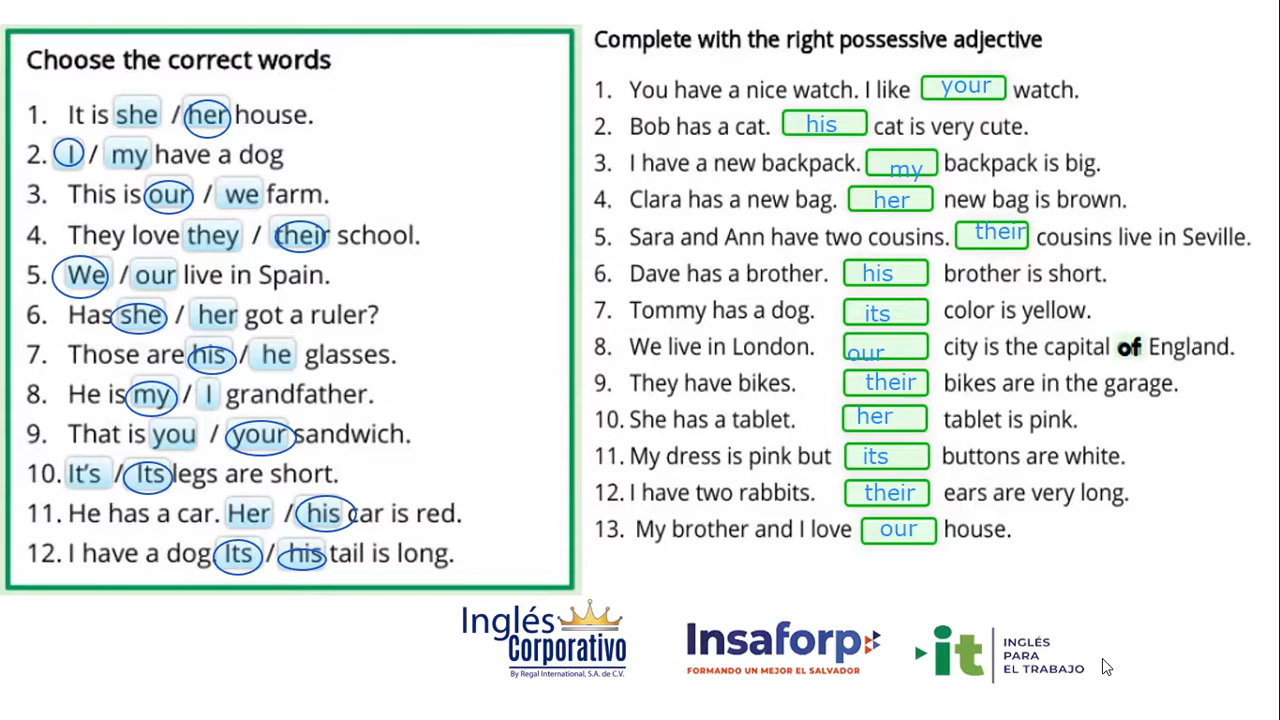 Choose the correct words
1. It is she / her house.
2. I / my have a dog
3. This is our / we farm.
4. They love they / their school.
5. We / our live in Spain.
6. Has she / her got a ruler?
7. Those are his / he glasses.
8. He is my / I grandfather.
9. That is you / your sandwich.
10. It's / Its legs are short.
11. He has a car. Her / his car is red.
12. I have a dog. Its / his tail is long.
Complete with the right possessive adjective
1. You have a nice watch. I like your watch.
2. Bob has a cat. his cat is very cute.
3. I have a new backpack. my backpack is big.
4. Clara has a new bag. her new bag is brown.
5. Sara and Ann have two cousins. their cousins live in Seville.
6. Dave has a brother. his brother is short.
7. Tommy has a dog. its color is yellow.
8. We live in London. our city is the capital of England.
9. They have bikes. their bikes are in the garage.
10. She has a tablet. her tablet is pink.
11. My dress is pink but its buttons are white.
12. I have two rabbits. their ears are very long.
13. My brother and I love our house.
Inglés
Corporativo
By Regal International, S.A. de C.V.
Insaforp
FORMANDO UN MEJOR EL SALVADOR
it
INGLÉS
PARA
EL TRABAJO